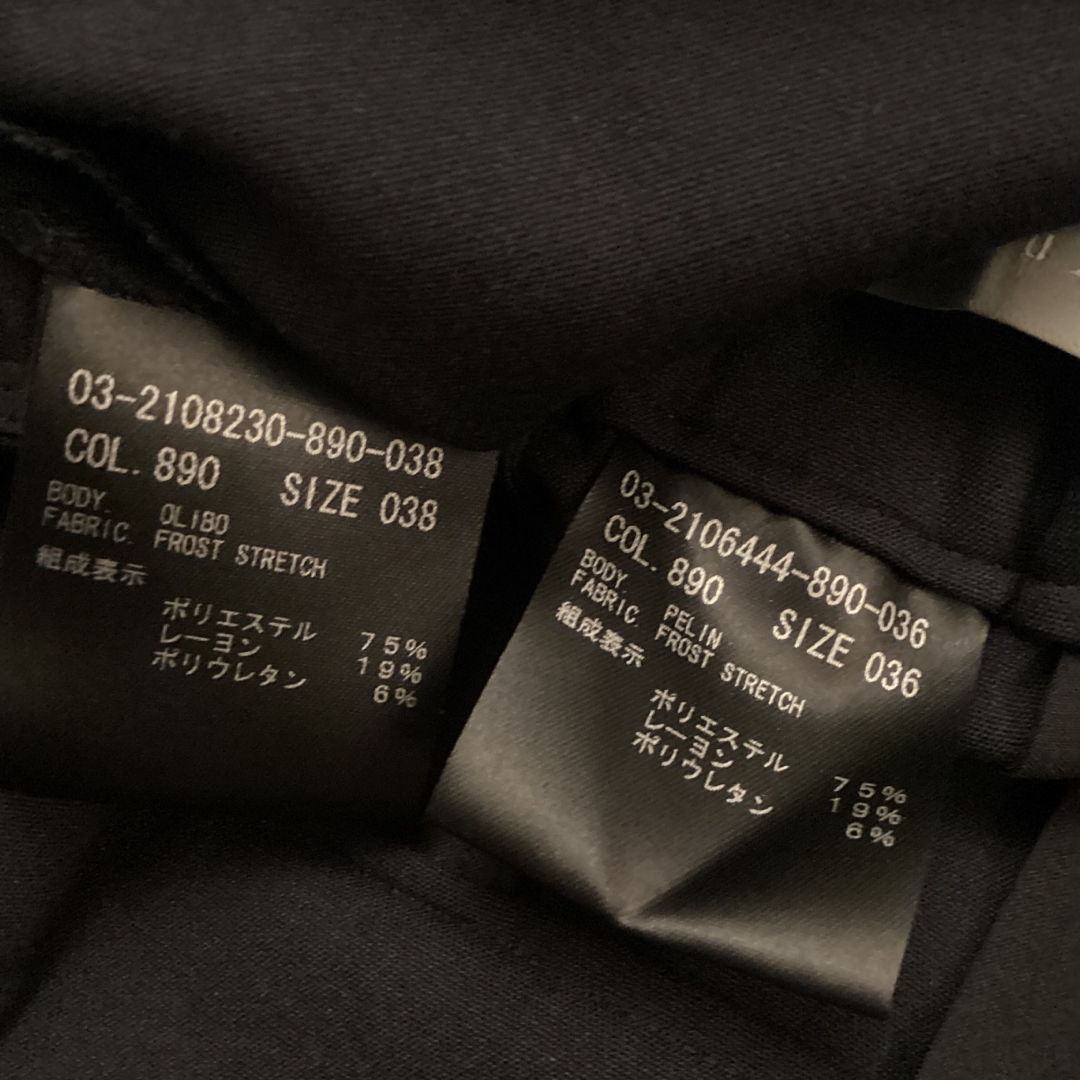 03-2108230-890-038
COL. 890 SIZE 038
BODY. OLIBO
FABRIC. FROST STRETCH
組成表示
ポリエステル 75%
レーヨン 19%
ポリウレタン 6%
03-2106444-890-036
COL. 890 SIZE 036
BODY. PELIN
FABRIC FROST STRETCH
組成表示
ポリエステル 75%
レーヨン 19%
ポリウレタン 6%